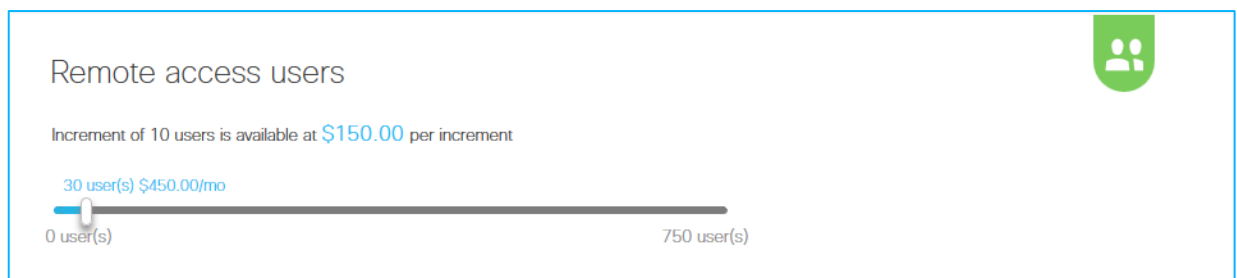 Remote access users
Increment of 10 users is available at $150.00 per increment
30 user(s) $450.00/mo
0 user(s) 750 user(s)